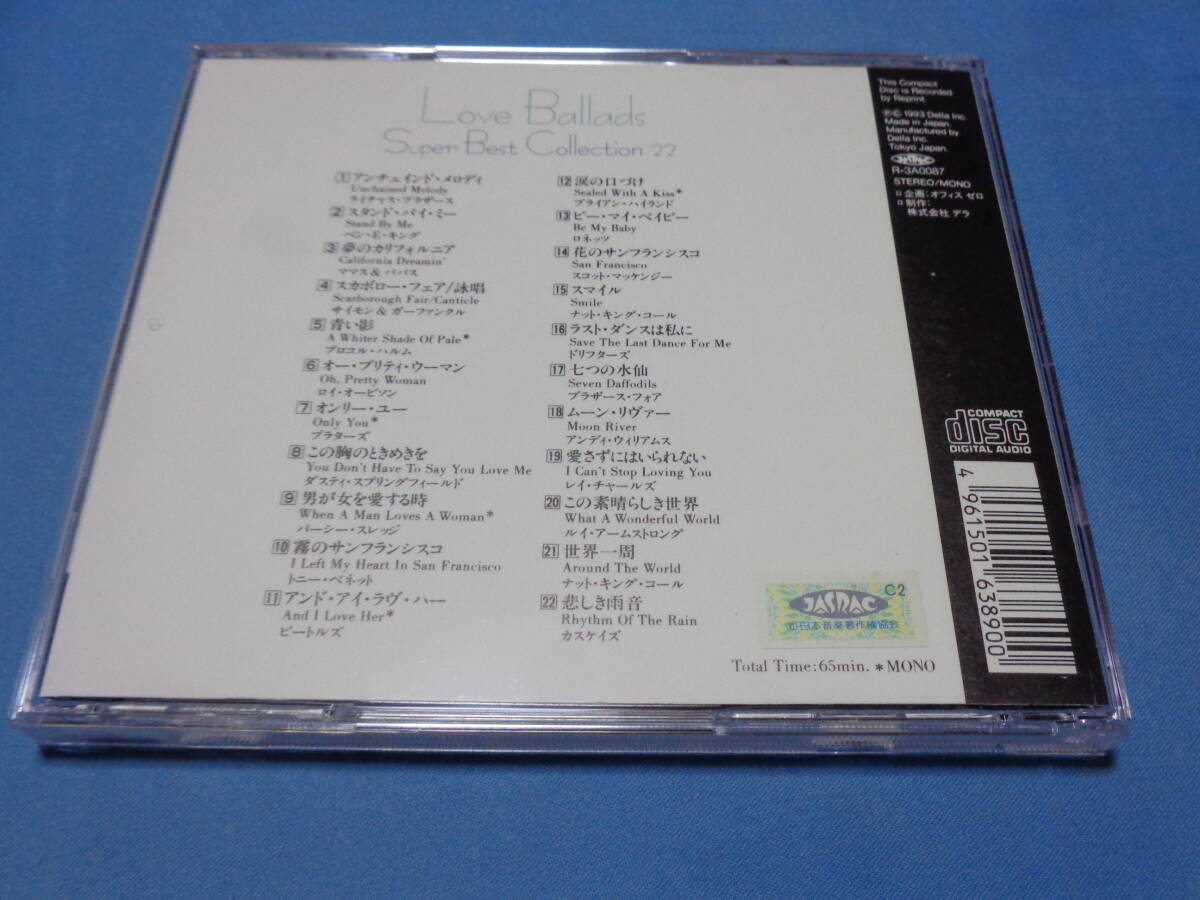 Love Ballads
Super Best Collection 22
1 アンチェインド・メロディ
Unchained Melody
ライチャス・ブラザース
2 スタンド・バイ・ミー
Stand By Me
ベン・E・キング
3 夢のカリフォルニア
California Dreamin'
ママス & パパス
4 スカボロー・フェア/詠唱
Scarborough Fair/Canticle
サイモン & ガーファンクル
5 青い影
A Whiter Shade Of Pale*
プロコル・ハルム
6 オー・プリティ・ウーマン
Oh, Pretty Woman
ロイ・オービソン
7 オンリー・ユー
Only You*
プラターズ
8 この胸のときめきを
You Don't Have To Say You Love Me
ダスティ・スプリングフィールド
9 男が女を愛する時
When A Man Loves A Woman*
パーシー・スレッジ
10 霧のサンフランシスコ
I Left My Heart In San Francisco
トニー・ベネット
11 アンド・アイ・ラヴ・ハー
And I Love Her*
ビートルズ
12 涙の口づけ
Sealed With A Kiss*
ブライアン・ハイランド
13 ビー・マイ・ベイビー
Be My Baby
ロネッツ
14 花のサンフランシスコ
San Francisco
スコット・マッケンジー
15 スマイル
Smile
ナット・キング・コール
16 ラスト・ダンスは私に
Save The Last Dance For Me
ドリフターズ
17 七つの水仙
Seven Daffodils
ブラザース・フォア
18 ムーン・リヴァー
Moon River
アンディ・ウィリアムス
19 愛さずにはいられない
I Can't Stop Loving You
レイ・チャールズ
20 この素晴らしき世界
What A Wonderful World
ルイ・アームストロング
21 世界一周
Around The World
ナット・キング・コール
22 悲しき雨音
Rhythm Of The Rain
カスケイズ
C2
JASRAC
(社)日本音楽著作権協会
Total Time:65min. *MONO
This Compact
Disc is Recorded
by Reprint.
℗© 1993 Della Inc.
Made in Japan.
Manufactured by
Della Inc.
Tokyo Japan.
JASRAC
R-3A0087
STEREO/MONO
企画:オフィス ゼロ
制作:
株式会社 デラ
COMPACT
disc
DIGITAL AUDIO
4 961501 638900